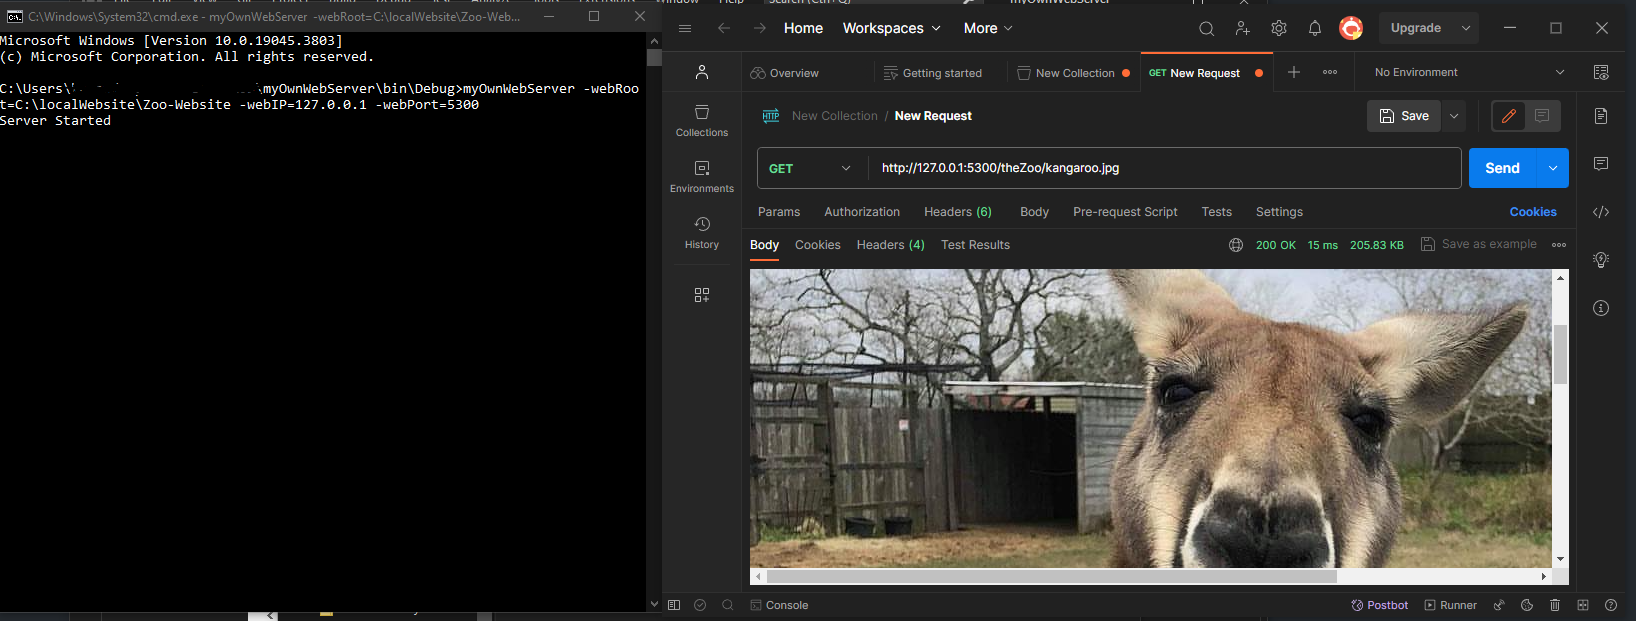 C:\Windows\System32\cmd.exe - myOwnWebServer -webRoot=C:\localWebsite\Zoo-Web...
Microsoft Windows [Version 10.0.19045.3803]
(c) Microsoft Corporation. All rights reserved.
C:\Users\
\myOwnWebServer\bin\Debug>myOwnWebServer -webRoo
t=C:\localWebsite\Zoo-Website -webIP=127.0.0.1 -webPort=5300
Server Started
Home Workspaces More
Upgrade
Overview
Getting started
New Collection
GET New Request
No Environment
Collections
Environments
History
HTTP New Collection / New Request
Save
GET
http://127.0.0.1:5300/theZoo/kangaroo.jpg
Send
Params Authorization Headers (6) Body Pre-request Script Tests Settings
Cookies
Body Cookies Headers (4) Test Results
200 OK 15 ms 205.83 KB Save as example
Console
Postbot Runner